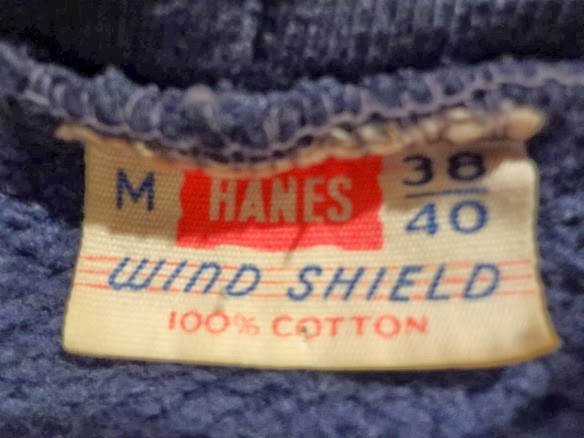 M HANES 38
40
WIND SHIELD
100% COTTON